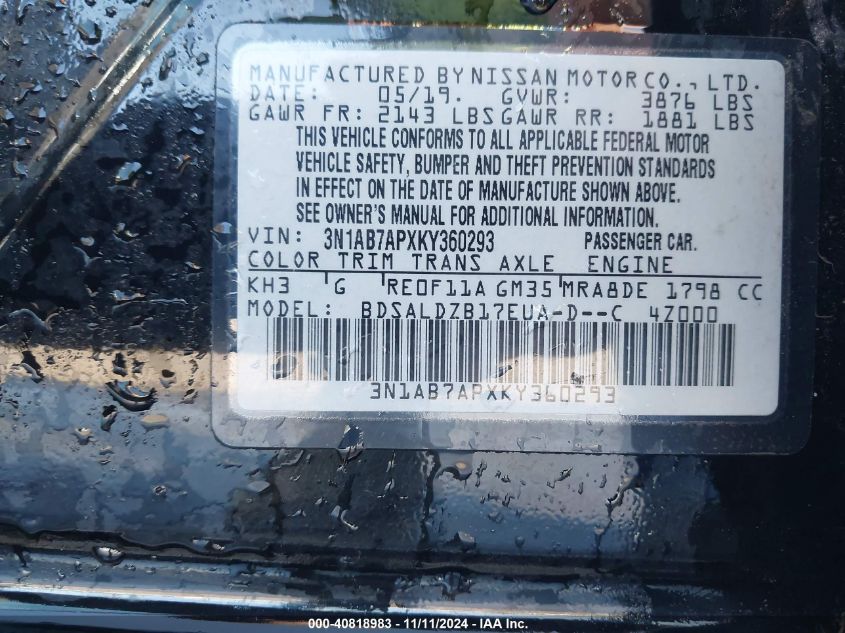 MANUFACTURED BY NISSAN MOTOR CO., LTD.
DATE: 05/19. GVWR: 3876 LBS
GAWR FR: 2143 LBS GAWR RR: 1881 LBS
THIS VEHICLE CONFORMS TO ALL APPLICABLE FEDERAL MOTOR
VEHICLE SAFETY, BUMPER AND THEFT PREVENTION STANDARDS
IN EFFECT ON THE DATE OF MANUFACTURE SHOWN ABOVE.
SEE OWNER'S MANUAL FOR ADDITIONAL INFORMATION
VIN: 3N1AB7APXKY360293 PASSENGER CAR.
COLOR TRIM TRANS AXLE ENGINE
KH3 G RE0F11A GM35 MRA8DE 1798 CC
MODEL: BDSALDZB17EUA-D--C 4Z000
3N1AB7APXKY360293
000-40818983 - 11/11/2024 - IAA Inc.